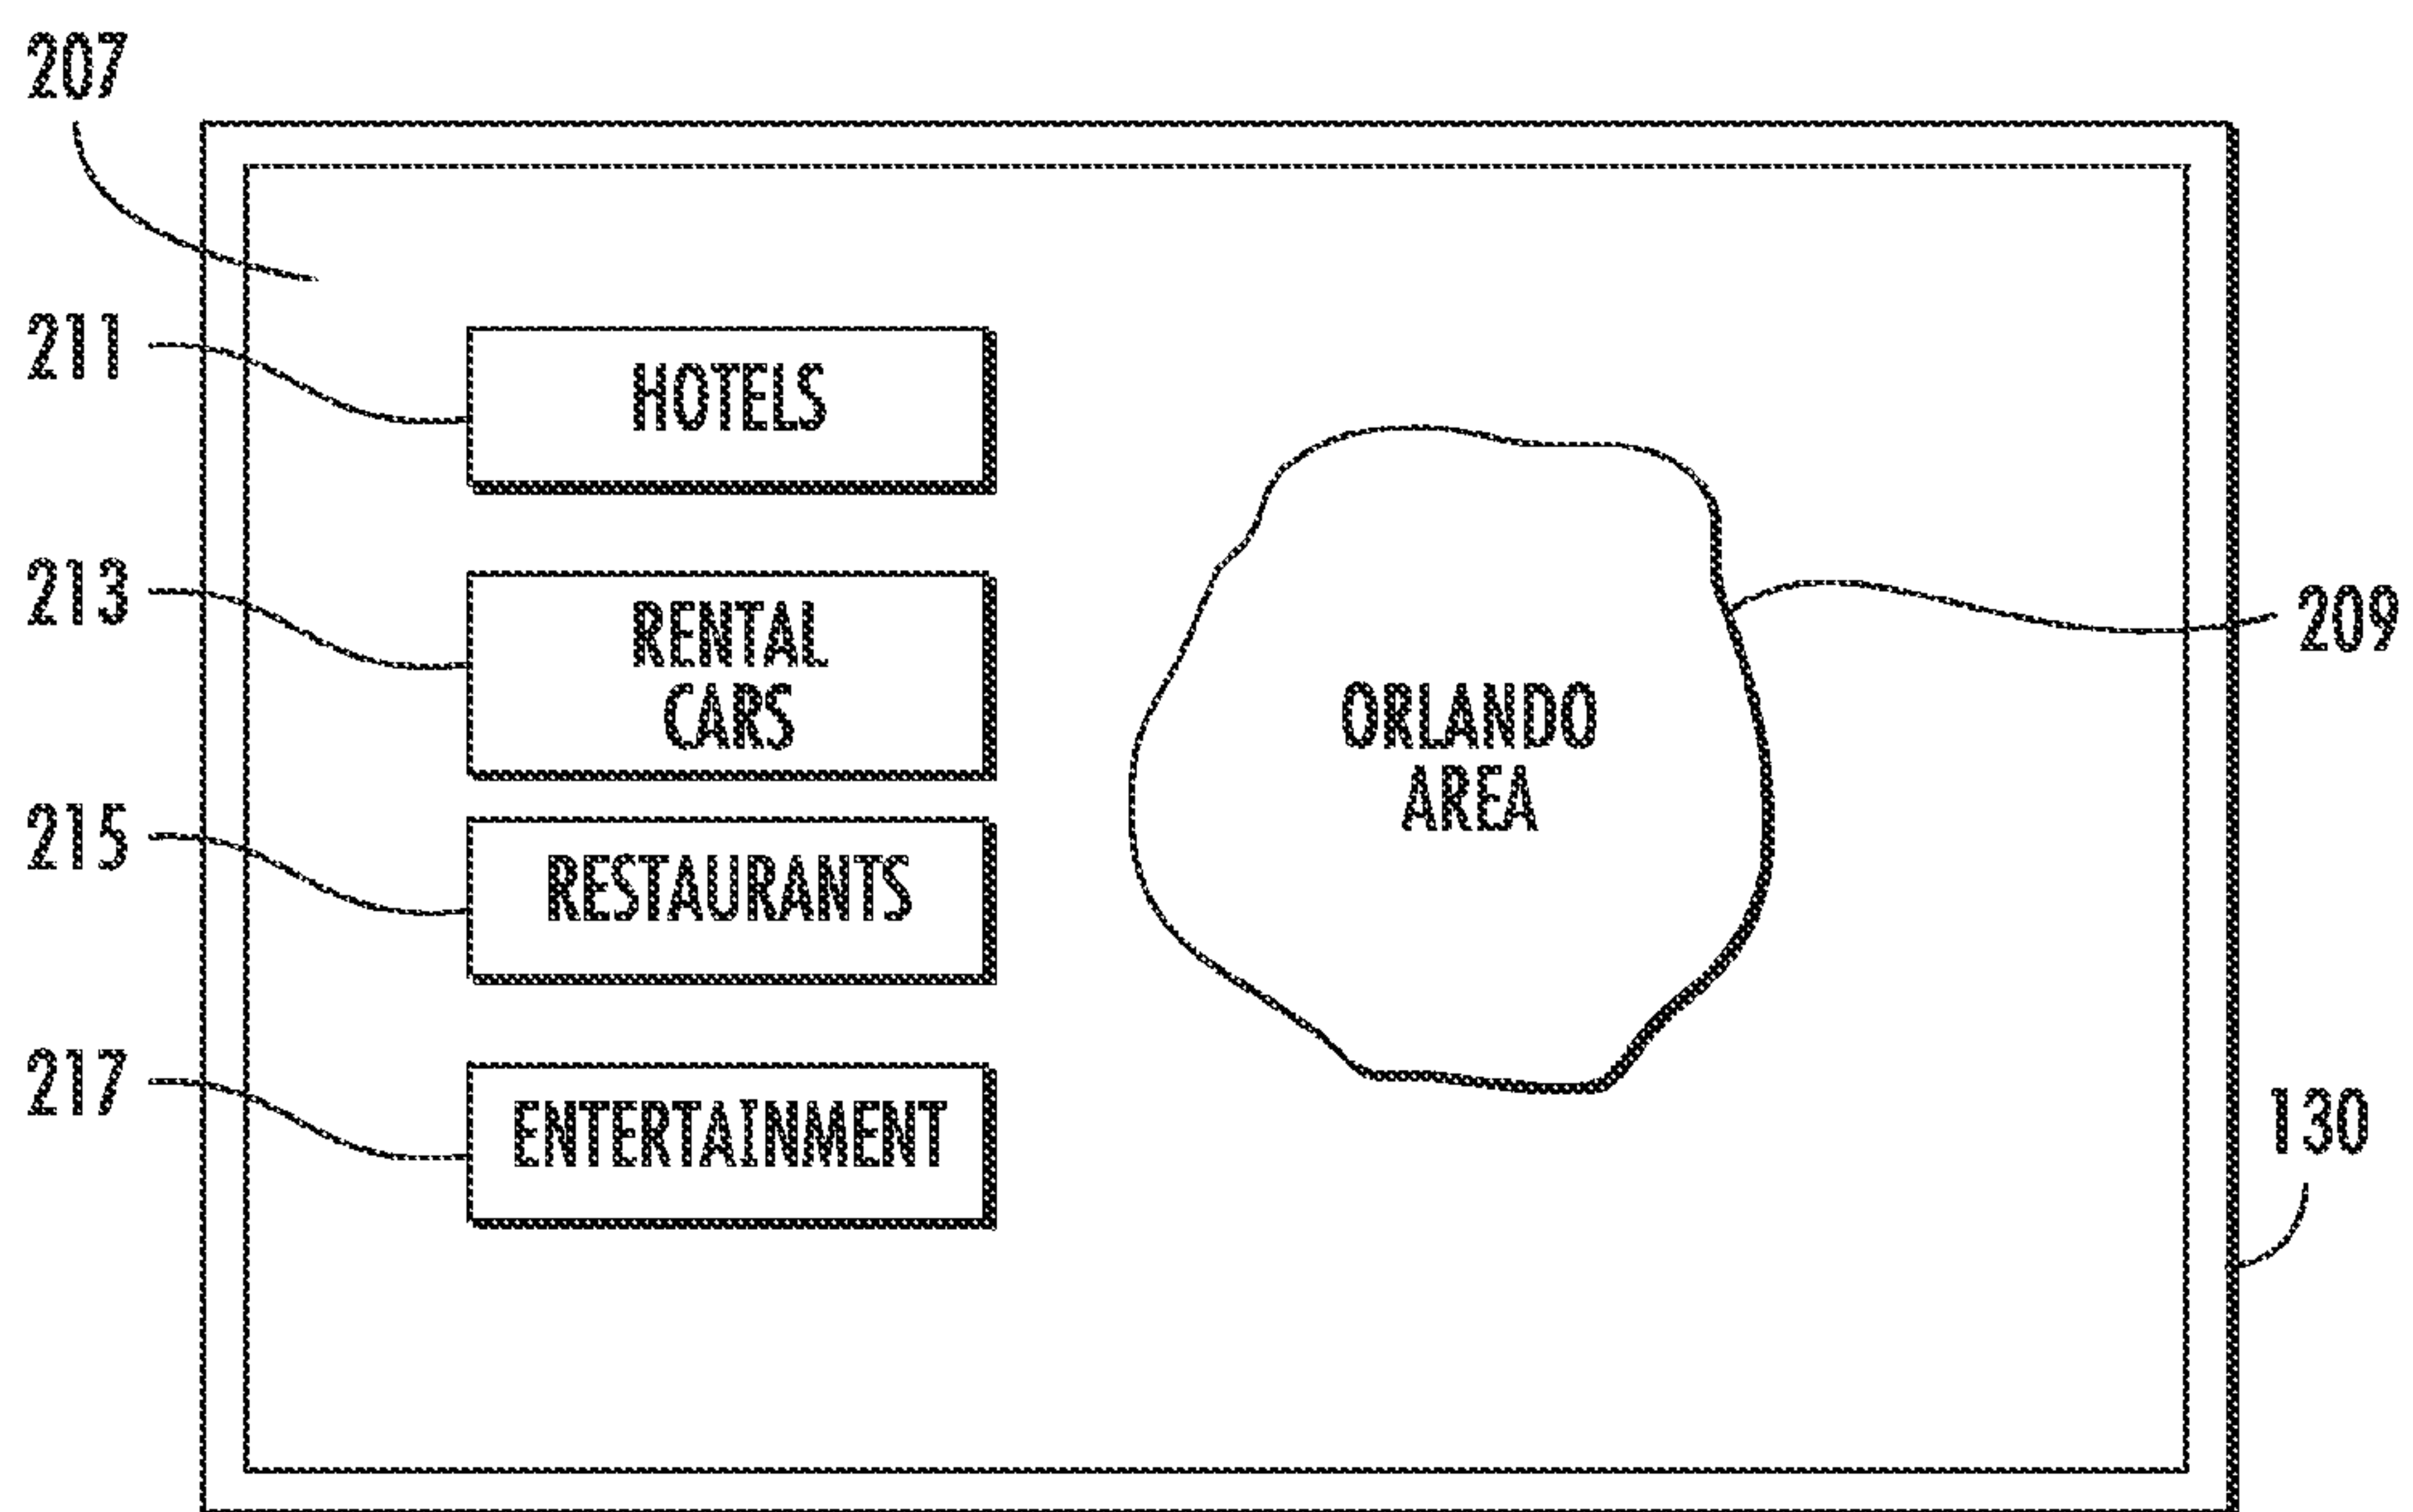 207
211
HOTELS
213
RENTAL
CARS
209
ORLANDO
AREA
215
RESTAURANTS
217
ENTERTAINMENT
130